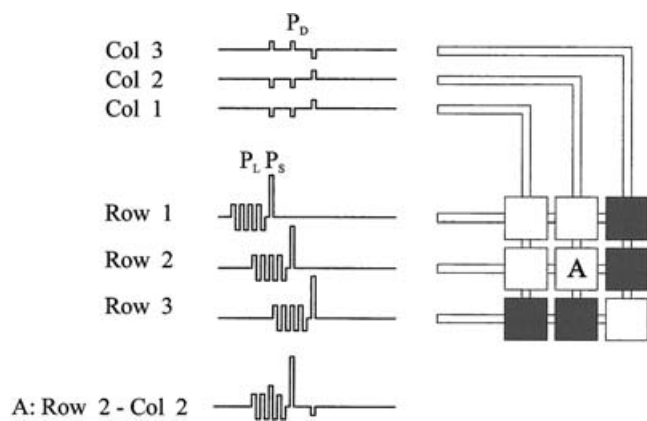 P_D
Col 3
Col 2
Col 1
P_L P_S
Row 1
Row 2
A
Row 3
A: Row 2 - Col 2